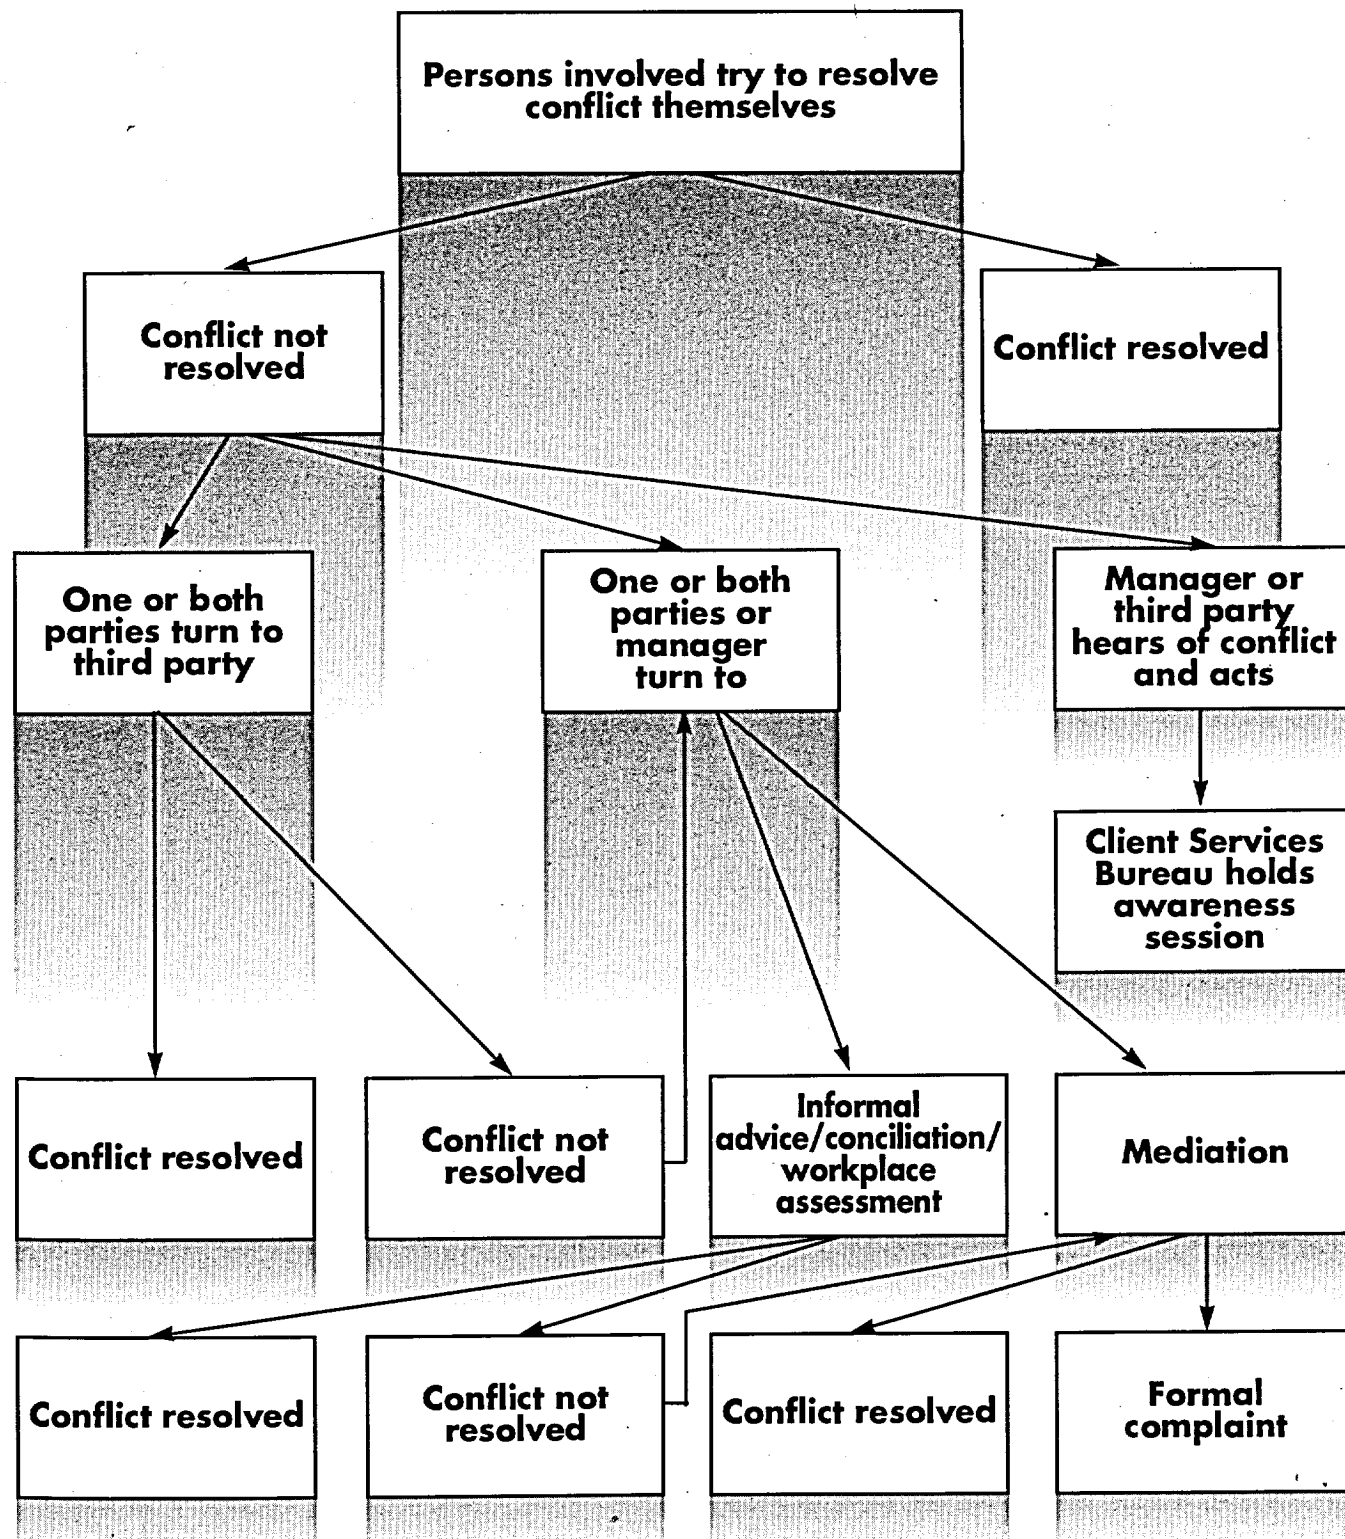 Persons involved try to resolve
conflict themselves
Conflict not
resolved
Conflict resolved
One or both
parties turn to
third party
One or both
parties or
manager
turn to
Manager or
third party
hears of conflict
and acts
Client Services
Bureau holds
awareness
session
Conflict resolved
Conflict not
resolved
Informal
advice/conciliation/
workplace
assessment
Mediation
Conflict resolved
Conflict not
resolved
Conflict resolved
Formal
complaint